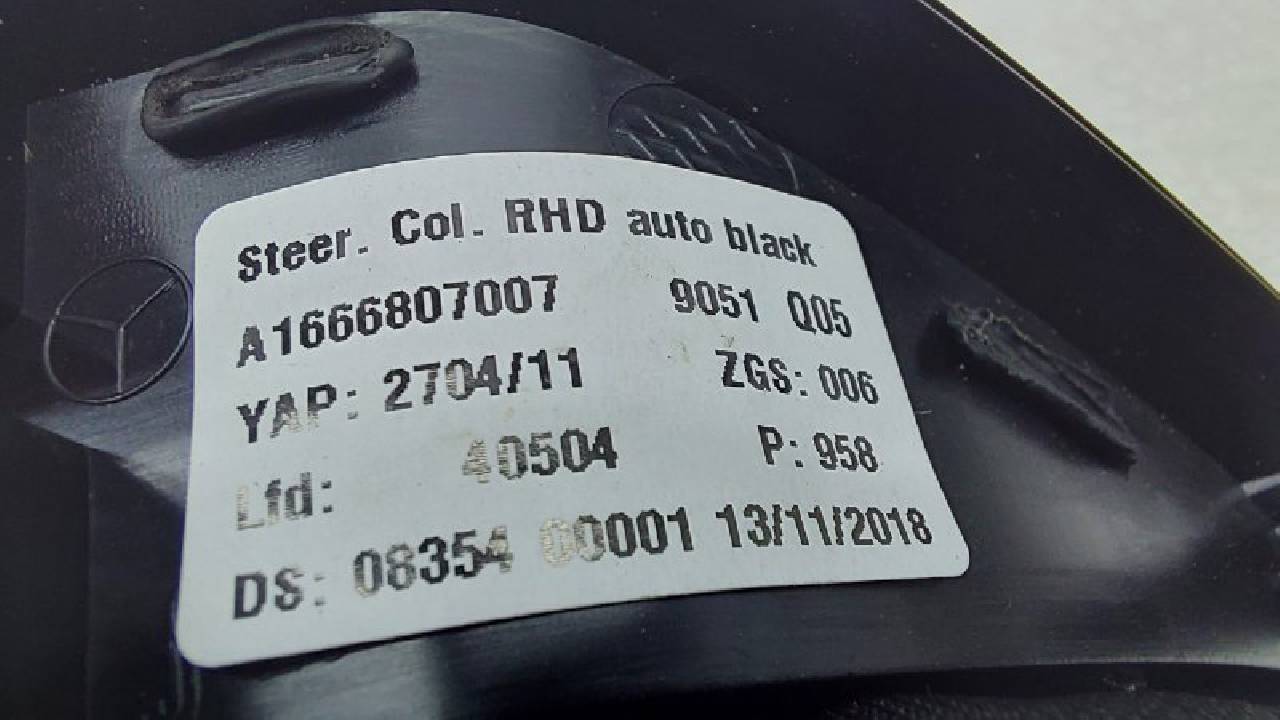 Steer. Col. RHD auto black
A1666807007 9051 Q05
YAP: 2704/11 ZGS: 006
Lfd: 40504 P: 958
DS: 08354 00001 13/11/2018